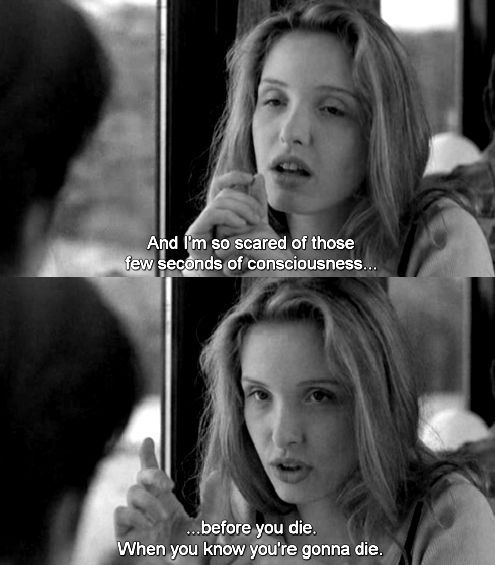 And I'm so scared of those
few seconds of consciousness...
...before you die.
When you know you're gonna die.